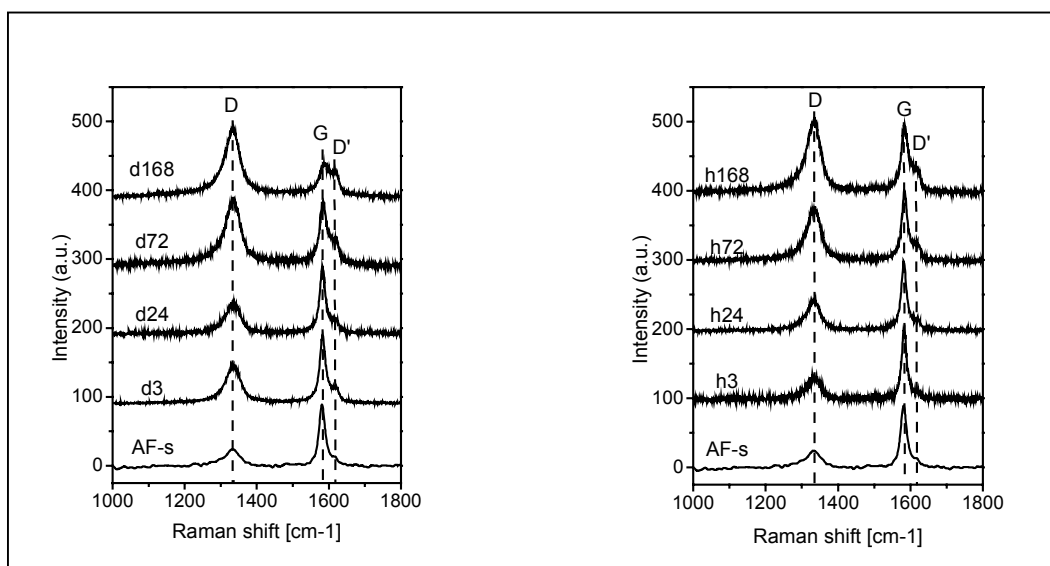 D
G
D'
500
400
300
200
100
0
d168
d72
d24
d3
AF-s
1000 1200 1400 1600 1800
Raman shift [cm-1]
Intensity (a.u.)
D
G
D'
500
400
300
200
100
0
h168
h72
h24
h3
AF-s
1000 1200 1400 1600 1800
Raman shift [cm-1]
Intensity (a.u.)